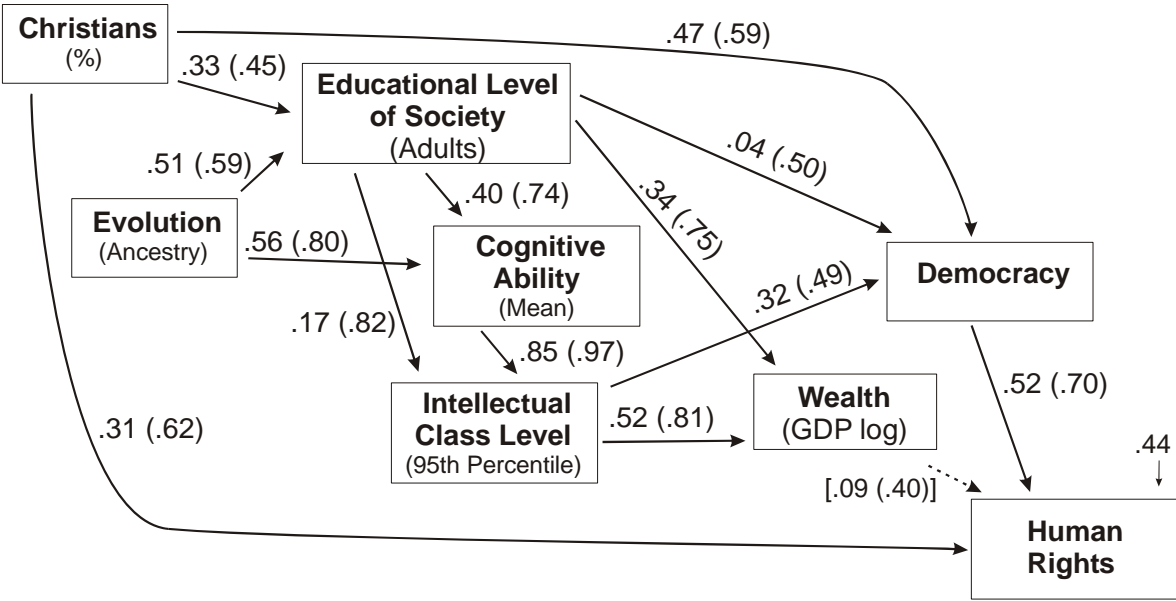 Christians
(%)
.47 (.59)
.33 (.45)
Educational Level
of Society
(Adults)
.04 (.50)
.51 (.59)
.34 (.75)
.40 (.74)
Evolution
(Ancestry)
.56 (.80)
Cognitive
Ability
(Mean)
Democracy
.32 (.49)
.17 (.82)
.85 (.97)
Intellectual
Class Level
(95th Percentile)
.52 (.81)
Wealth
(GDP log)
.52 (.70)
.31 (.62)
.44
[.09 (.40)]
Human
Rights